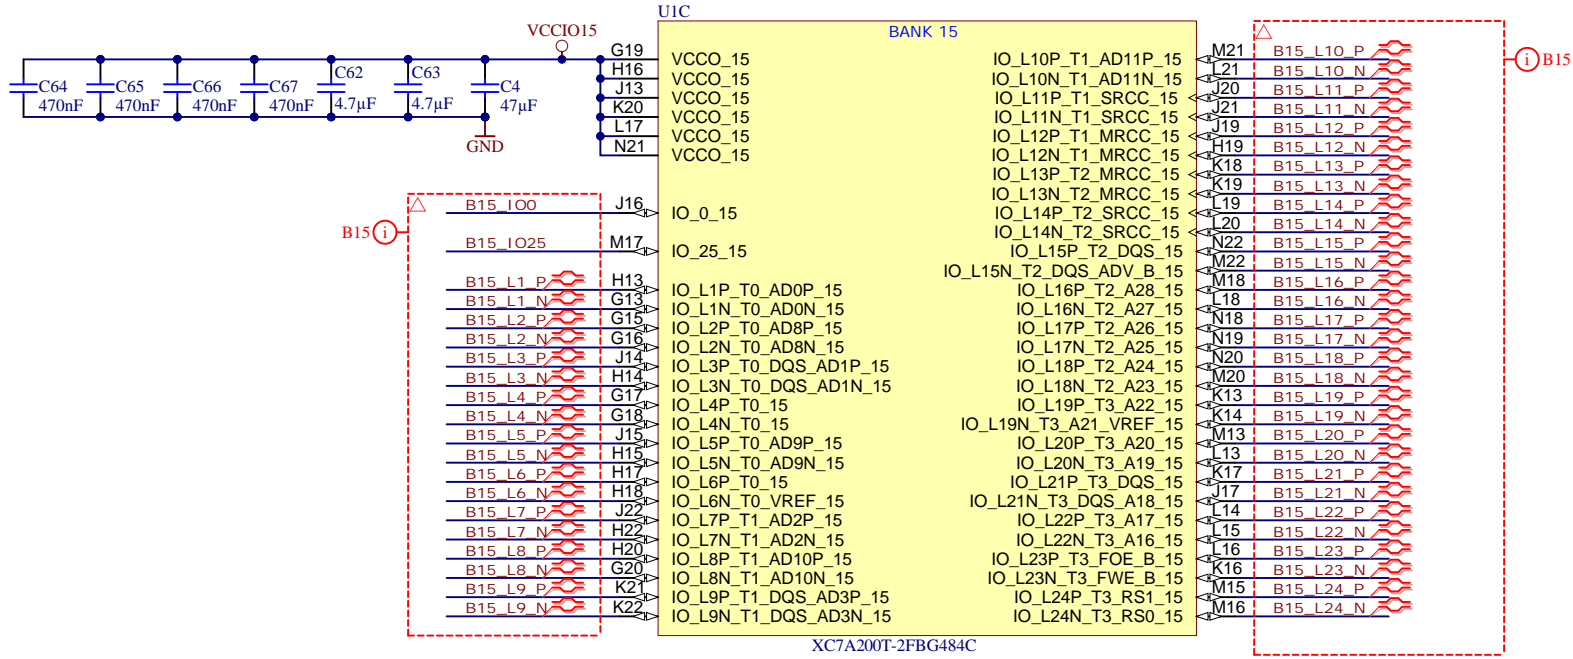 U1C
BANK 15
VCCIO15
C64 470nF
C65 470nF
C66 470nF
C67 470nF
C62 4.7µF
C63 4.7µF
C4 47µF
GND
G19 VCCO_15
H16 VCCO_15
J13 VCCO_15
K20 VCCO_15
L17 VCCO_15
N21 VCCO_15
B15 i
B15_IO0 J16 IO_0_15
B15_IO25 M17 IO_25_15
B15_L1_P H13 IO_L1P_T0_AD0P_15
B15_L1_N G13 IO_L1N_T0_AD0N_15
B15_L2_P G15 IO_L2P_T0_AD8P_15
B15_L2_N G16 IO_L2N_T0_AD8N_15
B15_L3_P J14 IO_L3P_T0_DQS_AD1P_15
B15_L3_N H14 IO_L3N_T0_DQS_AD1N_15
B15_L4_P G17 IO_L4P_T0_15
B15_L4_N G18 IO_L4N_T0_15
B15_L5_P J15 IO_L5P_T0_AD9P_15
B15_L5_N H15 IO_L5N_T0_AD9N_15
B15_L6_P H17 IO_L6P_T0_15
B15_L6_N H18 IO_L6N_T0_VREF_15
B15_L7_P J22 IO_L7P_T1_AD2P_15
B15_L7_N H22 IO_L7N_T1_AD2N_15
B15_L8_P H20 IO_L8P_T1_AD10P_15
B15_L8_N G20 IO_L8N_T1_AD10N_15
B15_L9_P K21 IO_L9P_T1_DQS_AD3P_15
B15_L9_N K22 IO_L9N_T1_DQS_AD3N_15
IO_L10P_T1_AD11P_15 M21 B15_L10_P
IO_L10N_T1_AD11N_15 L21 B15_L10_N
IO_L11P_T1_SRCC_15 J20 B15_L11_P
IO_L11N_T1_SRCC_15 J21 B15_L11_N
IO_L12P_T1_MRCC_15 J19 B15_L12_P
IO_L12N_T1_MRCC_15 H19 B15_L12_N
IO_L13P_T2_MRCC_15 K18 B15_L13_P
IO_L13N_T2_MRCC_15 K19 B15_L13_N
IO_L14P_T2_SRCC_15 L19 B15_L14_P
IO_L14N_T2_SRCC_15 L20 B15_L14_N
IO_L15P_T2_DQS_15 N22 B15_L15_P
IO_L15N_T2_DQS_ADV_B_15 M22 B15_L15_N
IO_L16P_T2_A28_15 M18 B15_L16_P
IO_L16N_T2_A27_15 L18 B15_L16_N
IO_L17P_T2_A26_15 N18 B15_L17_P
IO_L17N_T2_A25_15 N19 B15_L17_N
IO_L18P_T2_A24_15 N20 B15_L18_P
IO_L18N_T2_A23_15 M20 B15_L18_N
IO_L19P_T3_A22_15 K13 B15_L19_P
IO_L19N_T3_A21_VREF_15 K14 B15_L19_N
IO_L20P_T3_A20_15 M13 B15_L20_P
IO_L20N_T3_A19_15 L13 B15_L20_N
IO_L21P_T3_DQS_15 K17 B15_L21_P
IO_L21N_T3_DQS_A18_15 J17 B15_L21_N
IO_L22P_T3_A17_15 L14 B15_L22_P
IO_L22N_T3_A16_15 L15 B15_L22_N
IO_L23P_T3_FOE_B_15 L16 B15_L23_P
IO_L23N_T3_FWE_B_15 K16 B15_L23_N
IO_L24P_T3_RS1_15 M15 B15_L24_P
IO_L24N_T3_RS0_15 M16 B15_L24_N
i B15
XC7A200T-2FBG484C